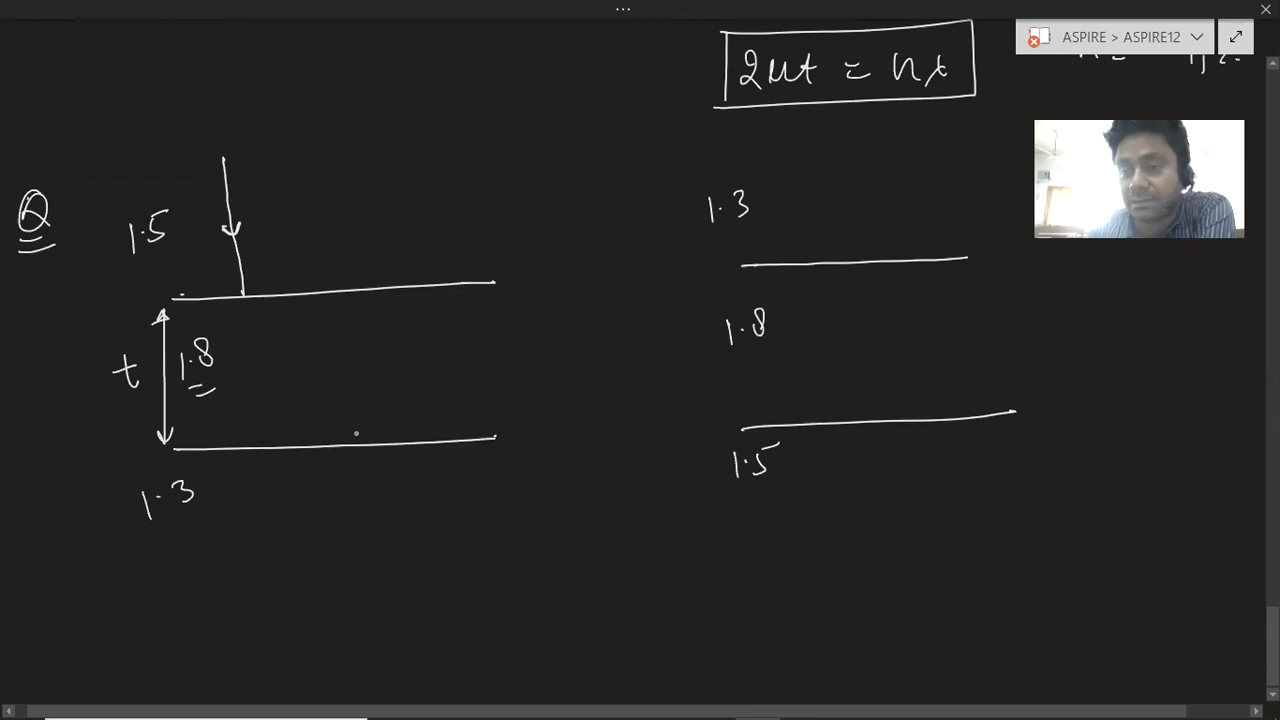 2μt = nλ
ASPIRE > ASPIRE12
Q
1.5
t
1.8
1.3
1.3
1.8
1.5